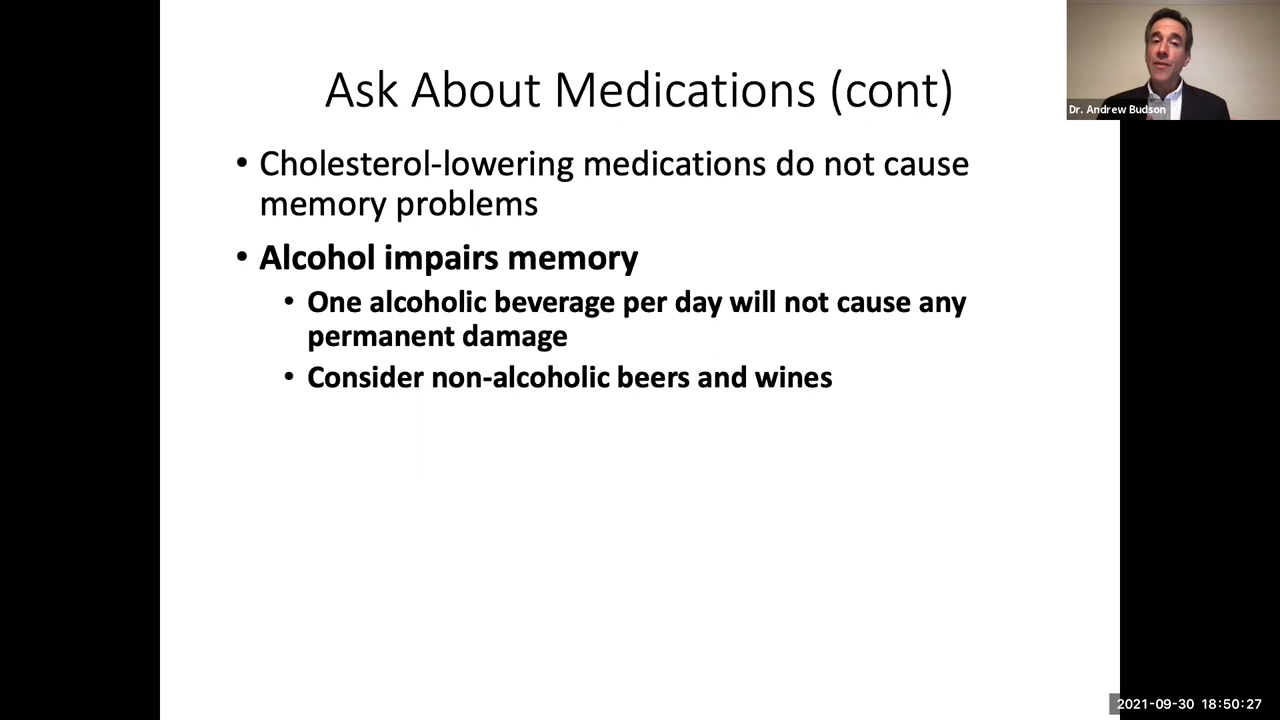 Ask About Medications (cont)
Dr. Andrew Budson
• Cholesterol-lowering medications do not cause
memory problems
• Alcohol impairs memory
• One alcoholic beverage per day will not cause any
permanent damage
• Consider non-alcoholic beers and wines
2021-09-30 18:50:27